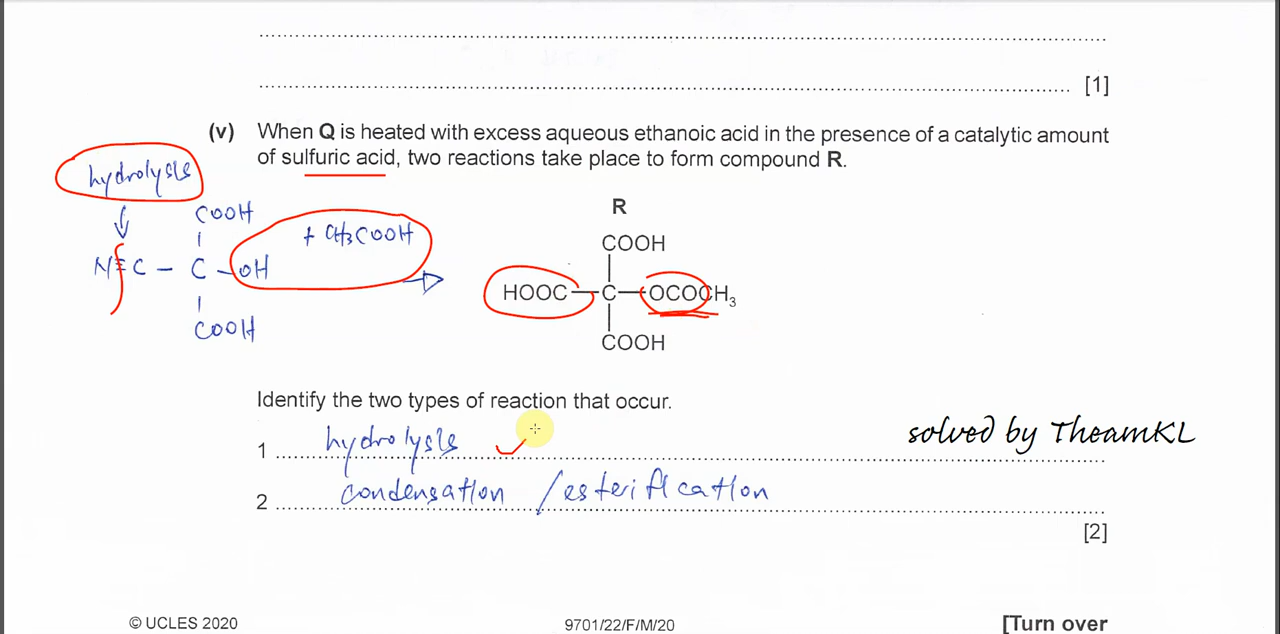 [1]
(v) When Q is heated with excess aqueous ethanoic acid in the presence of a catalytic amount
of sulfuric acid, two reactions take place to form compound R.
hydrolysis
R
COOH
+ CH3COOH
COOH
N≡C – C – OH
HOOC—C—OCOCH₃
COOH
COOH
Identify the two types of reaction that occur.
solved by TheamKL
1 hydrolysis
2 condensation / esterification
[2]
© UCLES 2020
9701/22/F/M/20
[Turn over